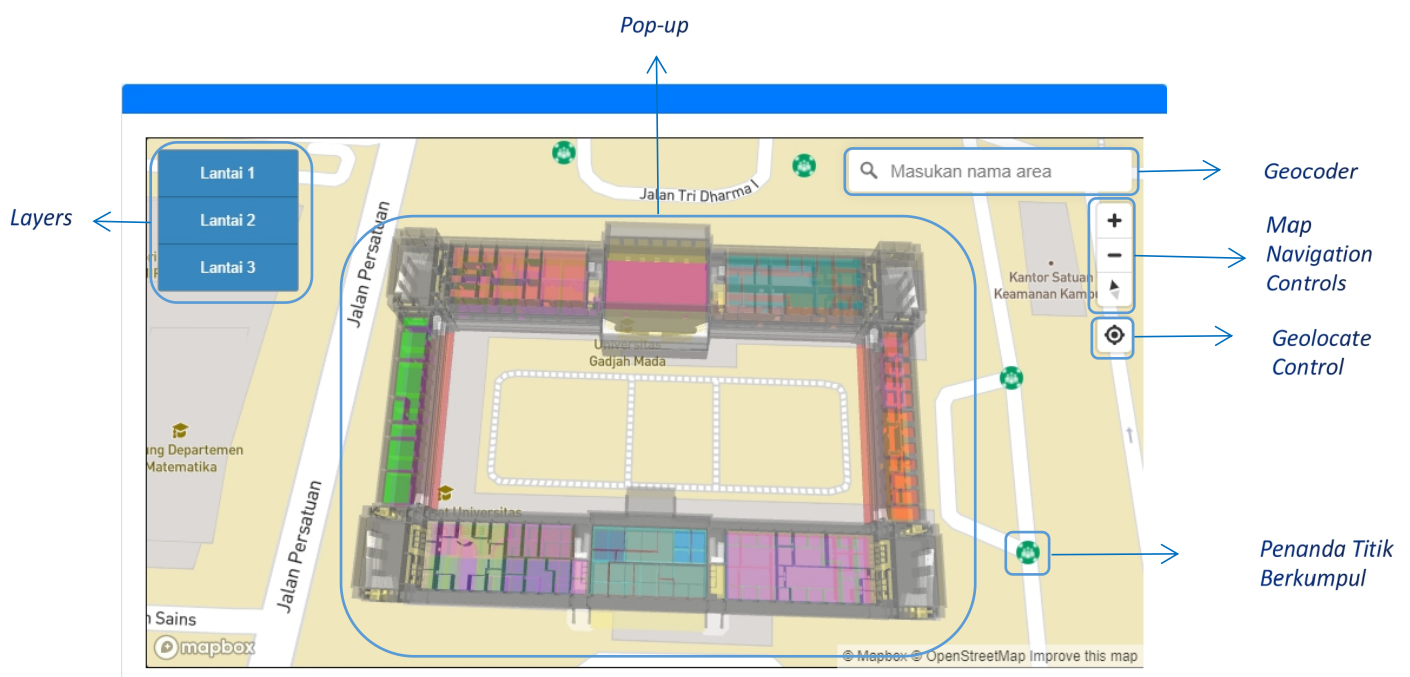 Pop-up
Lantai 1
Lantai 2
Lantai 3
Layers
Masukan nama area
Geocoder
Map
Navigation
Controls
Geolocate
Control
Penanda Titik
Berkumpul
Jalan Tri Dharma I
Jalan Persatuan
Kantor Satuan
Keamanan Kampu
Universitas
Gadjah Mada
ng Departemen
Matematika
Universitas
Jalan Persatuan
Sains
mapbox
© Mapbox © OpenStreetMap Improve this map